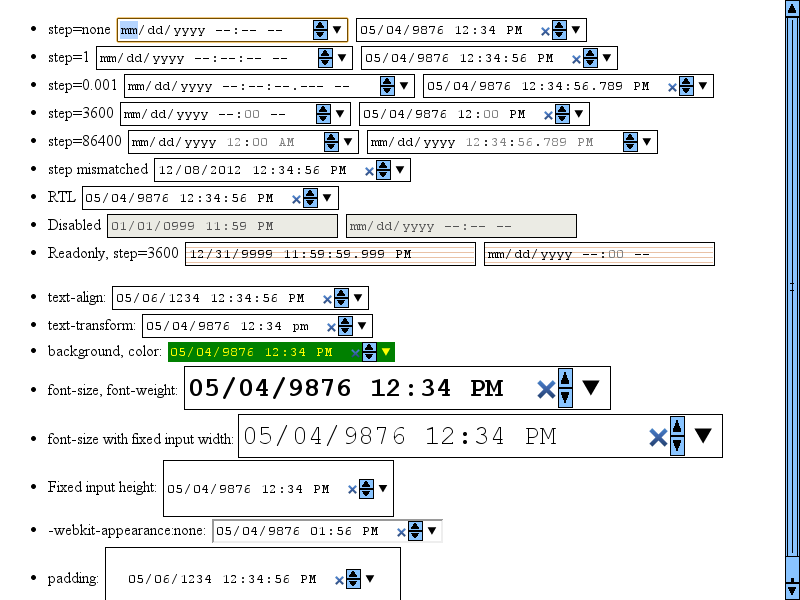 step=none mm/dd/yyyy --:-- -- 05/04/9876 12:34 PM
step=1 mm/dd/yyyy --:--:-- -- 05/04/9876 12:34:56 PM
step=0.001 mm/dd/yyyy --:--:--.--- -- 05/04/9876 12:34:56.789 PM
step=3600 mm/dd/yyyy --:00 -- 05/04/9876 12:00 PM
step=86400 mm/dd/yyyy 12:00 AM mm/dd/yyyy 12:34:56.789 PM
step mismatched 12/08/2012 12:34:56 PM
RTL 05/04/9876 12:34:56 PM
Disabled 01/01/0999 11:59 PM mm/dd/yyyy --:-- --
Readonly, step=3600 12/31/9999 11:59:59.999 PM mm/dd/yyyy --:00 --
text-align: 05/06/1234 12:34:56 PM
text-transform: 05/04/9876 12:34 pm
background, color: 05/04/9876 12:34 PM
font-size, font-weight: 05/04/9876 12:34 PM
font-size with fixed input width: 05/04/9876 12:34 PM
Fixed input height: 05/04/9876 12:34 PM
-webkit-appearance:none: 05/04/9876 01:56 PM
padding: 05/06/1234 12:34:56 PM